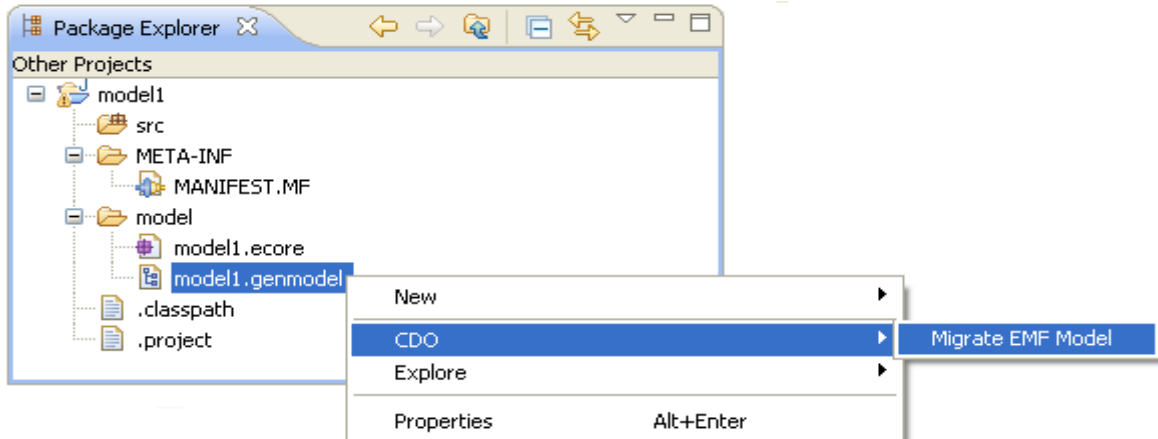 Package Explorer
Other Projects
model1
src
META-INF
MANIFEST.MF
model
model1.ecore
model1.genmodel
.classpath
.project
New
CDO
Migrate EMF Model
Explore
Properties Alt+Enter